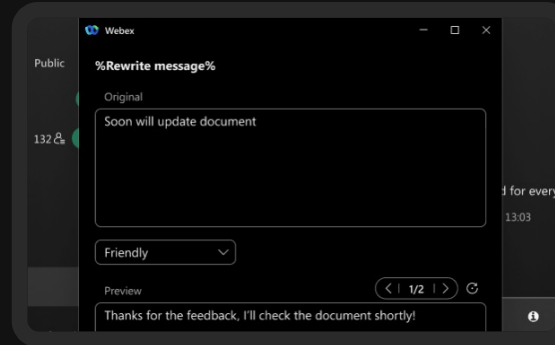 Webex
Public
%Rewrite message%
Original
Soon will update document
132
d for every
13:03
Friendly
Preview
1/2
Thanks for the feedback, I'll check the document shortly!